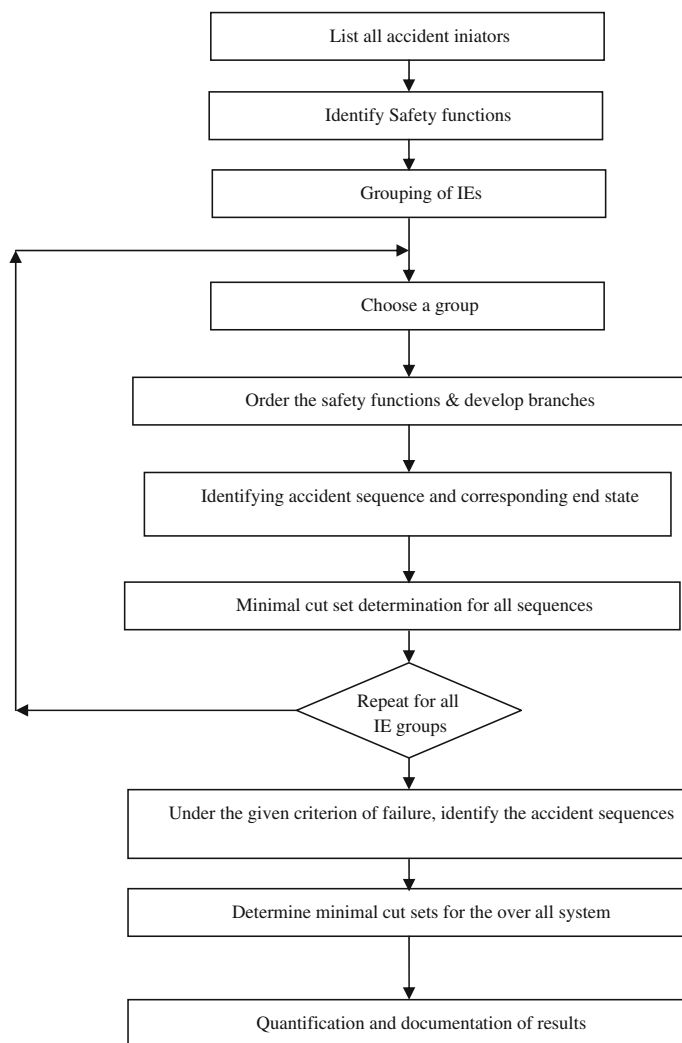 List all accident iniators
Identify Safety functions
Grouping of IEs
Choose a group
Order the safety functions & develop branches
Identifying accident sequence and corresponding end state
Minimal cut set determination for all sequences
Repeat for all
IE groups
Under the given criterion of failure, identify the accident sequences
Determine minimal cut sets for the over all system
Quantification and documentation of results